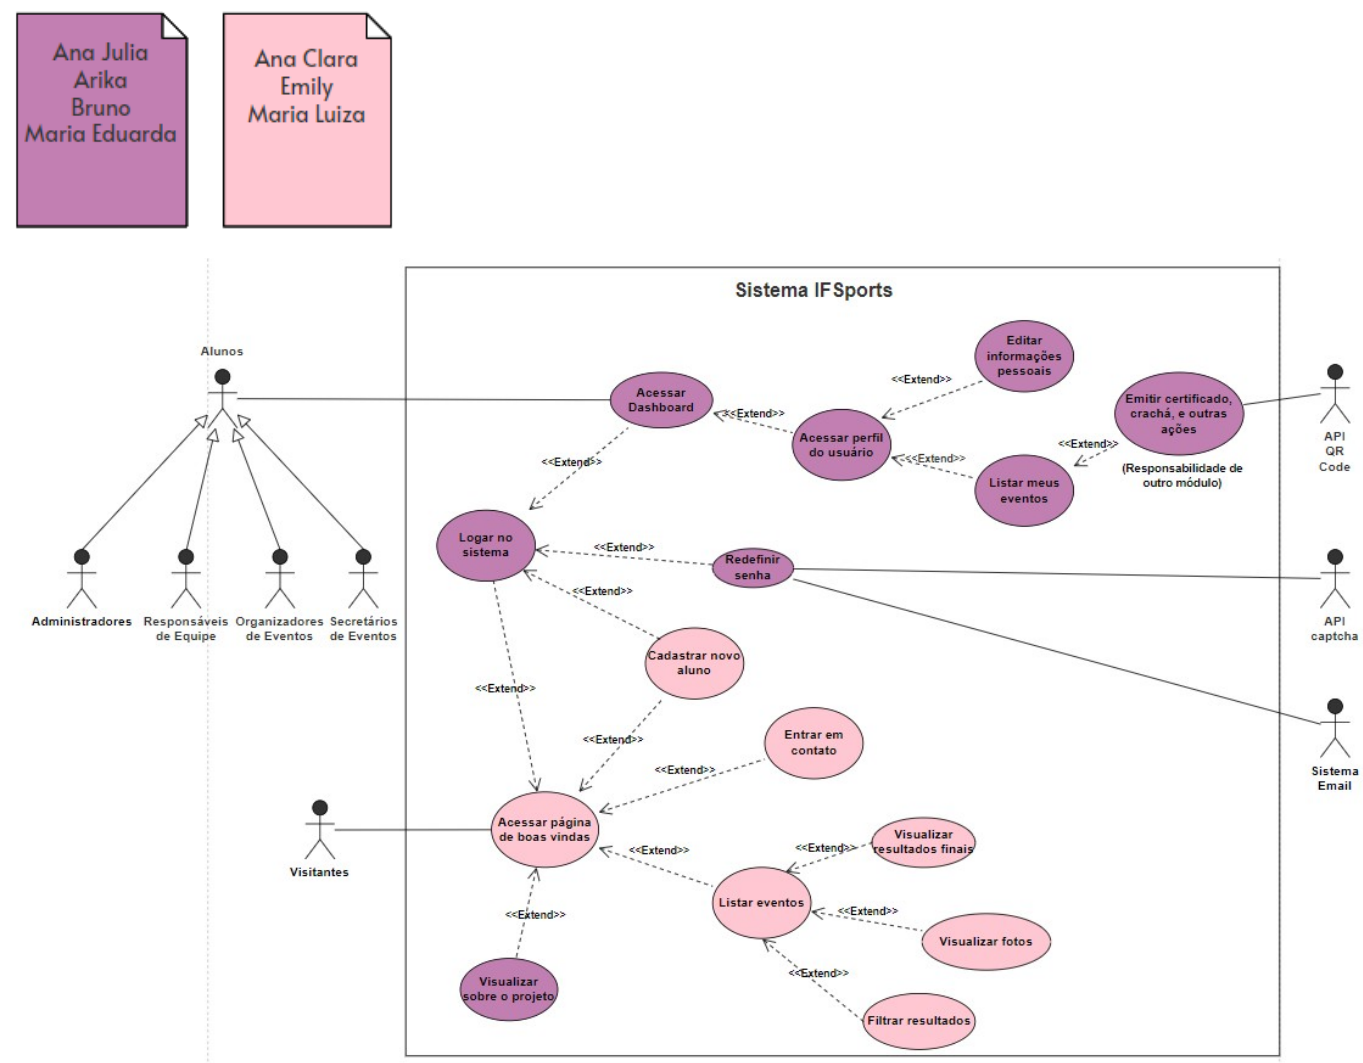 Ana Julia
Arika
Bruno
Maria Eduarda
Ana Clara
Emily
Maria Luiza
Sistema IFSports
Alunos
Administradores
Responsáveis
de Equipe
Organizadores
de Eventos
Secretários
de Eventos
Visitantes
Acessar
Dashboard
<<Extend>>
Acessar perfil
do usuário
<<Extend>>
Editar
informações
pessoais
<<Extend>>
Listar meus
eventos
<<Extend>>
Emitir certificado,
crachá, e outras
ações
(Responsabilidade de
outro módulo)
API
QR
Code
<<Extend>>
Logar no
sistema
<<Extend>>
Redefinir
senha
API
captcha
Sistema
Email
<<Extend>>
Cadastrar novo
aluno
<<Extend>>
<<Extend>>
Entrar em
contato
<<Extend>>
Acessar página
de boas vindas
<<Extend>>
Listar eventos
<<Extend>>
Visualizar
resultados finais
<<Extend>>
Visualizar fotos
<<Extend>>
Filtrar resultados
<<Extend>>
Visualizar
sobre o projeto